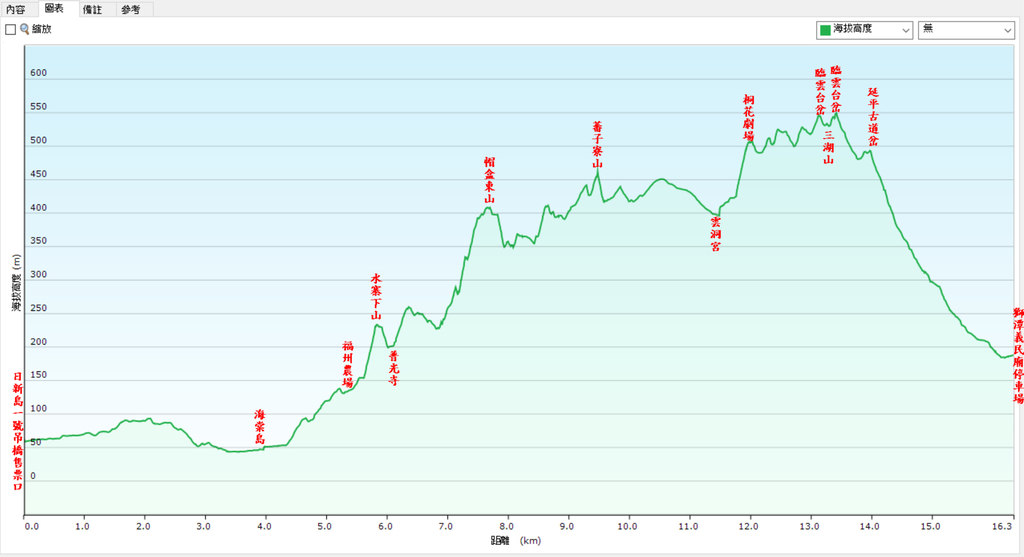 內容 圖表 備註 參考
縮放
海拔高度
無
600
550
500
450
400
350
300
250
200
150
100
50
0
海拔高度 (m)
日新島一號吊橋售票口
海棠島
福州農場
水寨下山
普光寺
帽盒東山
番子寮山
雲洞宮
桐花劇場
臨雲台岔
三湖山
臨雲台岔
延平古道岔
獅潭義民廟停車場
0.0 1.0 2.0 3.0 4.0 5.0 6.0 7.0 8.0 9.0 10.0 11.0 12.0 13.0 14.0 15.0 16.3
距離 (km)